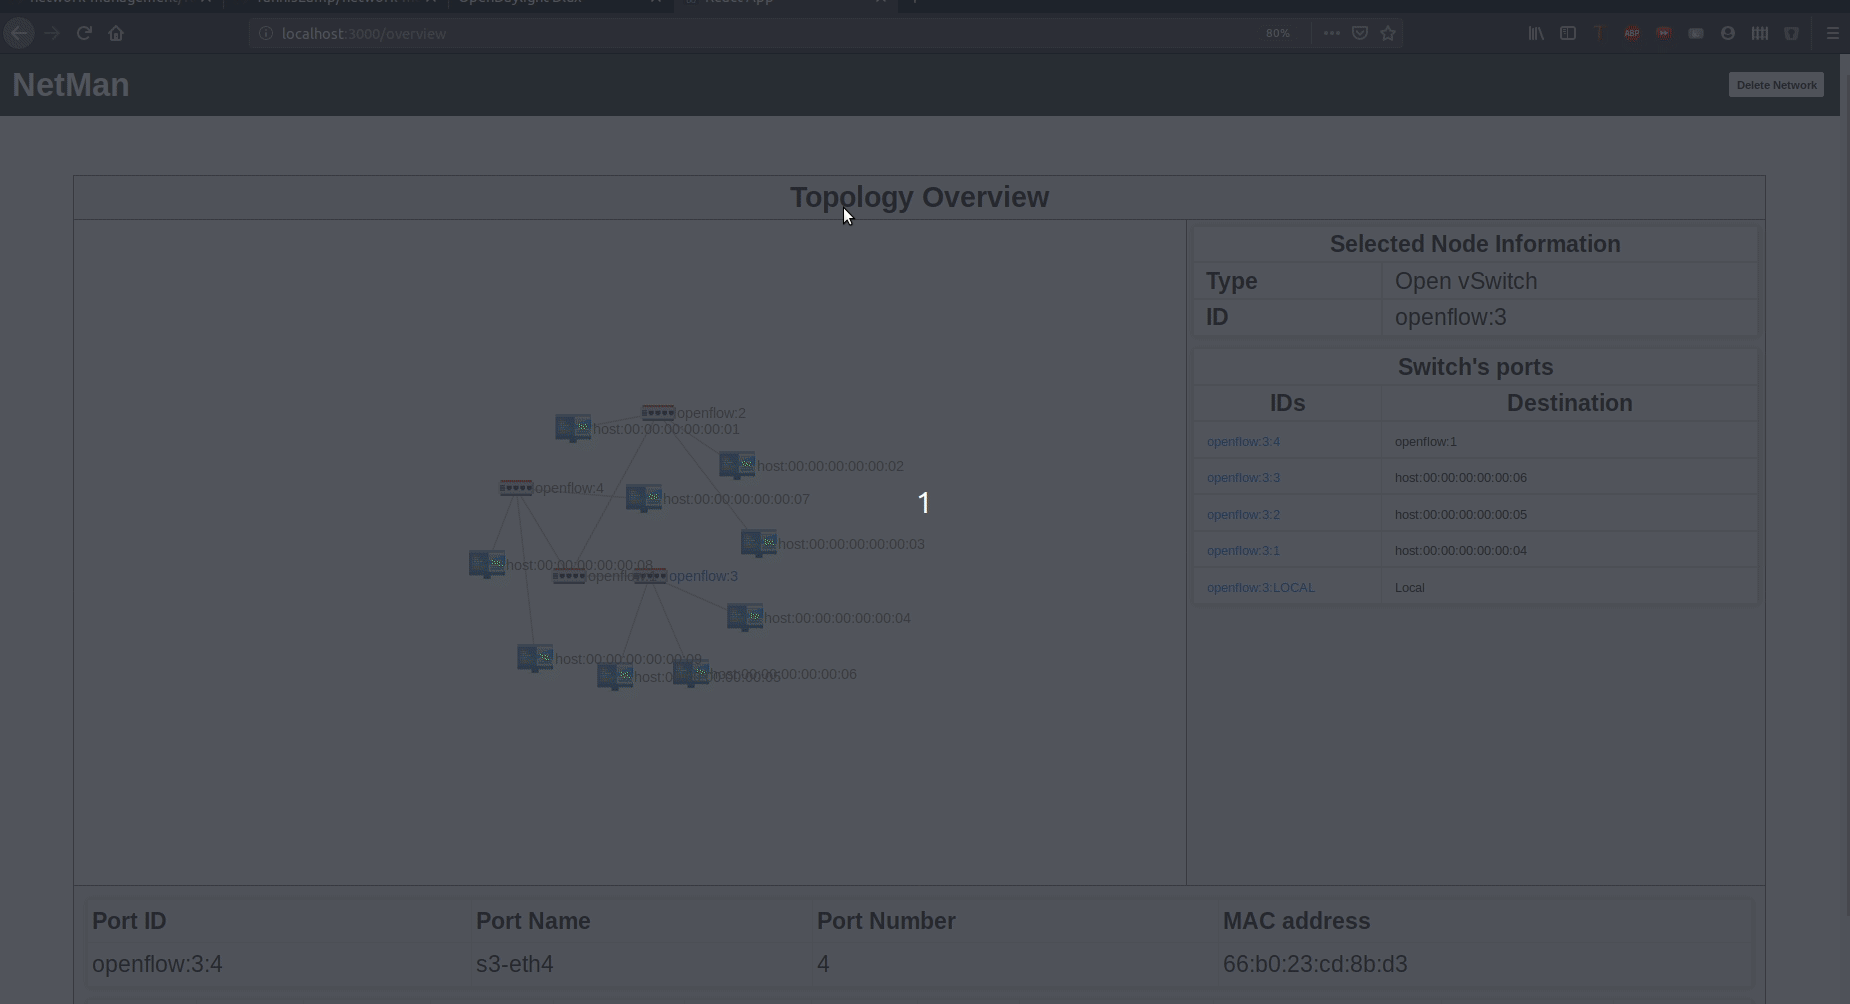 OpenDaylight Dlux
React App
localhost:3000/overview
80%
ABP
NetMan
Delete Network
Topology Overview
Selected Node Information
Type Open vSwitch
ID openflow:3
Switch's ports
IDs Destination
openflow:3:4 openflow:1
openflow:3:3 host:00:00:00:00:00:06
openflow:3:2 host:00:00:00:00:00:05
openflow:3:1 host:00:00:00:00:00:04
openflow:3:LOCAL Local
openflow:2
host:00:00:00:00:00:01
host:00:00:00:00:00:02
openflow:4
host:00:00:00:00:00:07
1
host:00:00:00:00:00:03
host:00:00:00:00:00:08
openflow:3
host:00:00:00:00:00:04
host:00:00:00:00:00:09
00:00:00:00:06
Port ID Port Name Port Number MAC address
openflow:3:4 s3-eth4 4 66:b0:23:cd:8b:d3